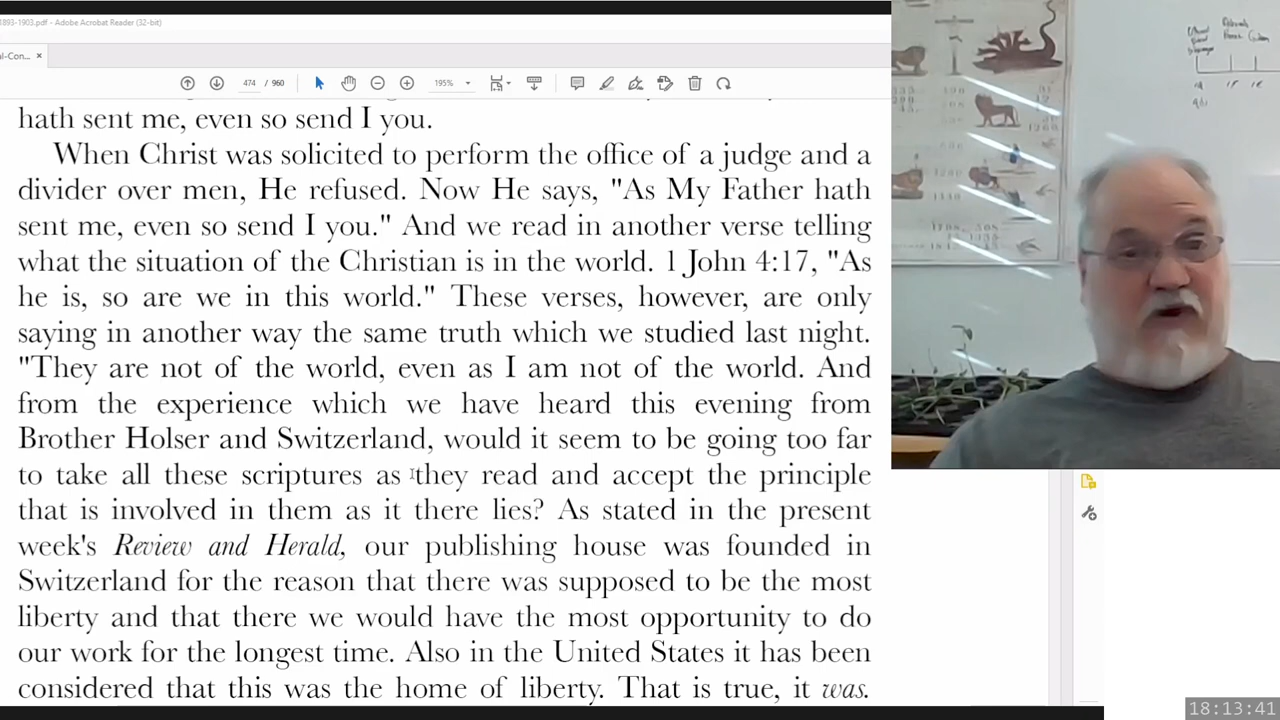 1893-1903.pdf - Adobe Acrobat Reader (32-bit)
al-Con... ×
474 / 960 195%
hath sent me, even so send I you.
When Christ was solicited to perform the office of a judge and a
divider over men, He refused. Now He says, "As My Father hath
sent me, even so send I you." And we read in another verse telling
what the situation of the Christian is in the world. 1 John 4:17, "As
he is, so are we in this world." These verses, however, are only
saying in another way the same truth which we studied last night.
"They are not of the world, even as I am not of the world. And
from the experience which we have heard this evening from
Brother Holser and Switzerland, would it seem to be going too far
to take all these scriptures as they read and accept the principle
that is involved in them as it there lies? As stated in the present
week's Review and Herald, our publishing house was founded in
Switzerland for the reason that there was supposed to be the most
liberty and that there we would have the most opportunity to do
our work for the longest time. Also in the United States it has been
considered that this was the home of liberty. That is true, it was.
18:13:41